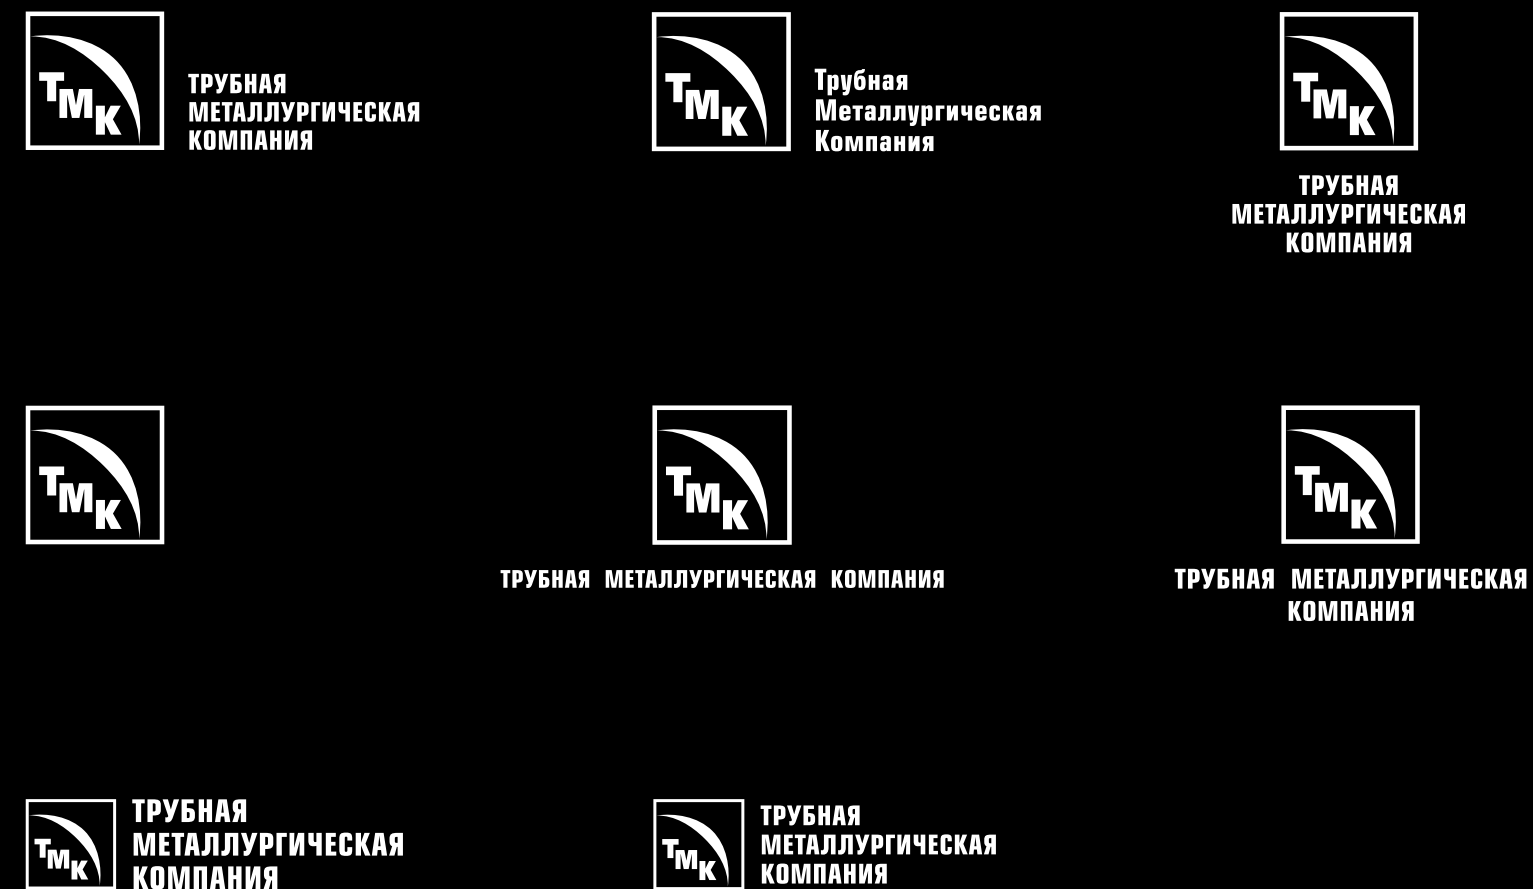 ТМК
ТРУБНАЯ
МЕТАЛЛУРГИЧЕСКАЯ
КОМПАНИЯ
ТМК
Трубная
Металлургическая
Компания
ТМК
ТРУБНАЯ
МЕТАЛЛУРГИЧЕСКАЯ
КОМПАНИЯ
ТМК
ТМК
ТРУБНАЯ МЕТАЛЛУРГИЧЕСКАЯ КОМПАНИЯ
ТМК
ТРУБНАЯ МЕТАЛЛУРГИЧЕСКАЯ
КОМПАНИЯ
ТМК
ТРУБНАЯ
МЕТАЛЛУРГИЧЕСКАЯ
КОМПАНИЯ
ТМК
ТРУБНАЯ
МЕТАЛЛУРГИЧЕСКАЯ
КОМПАНИЯ